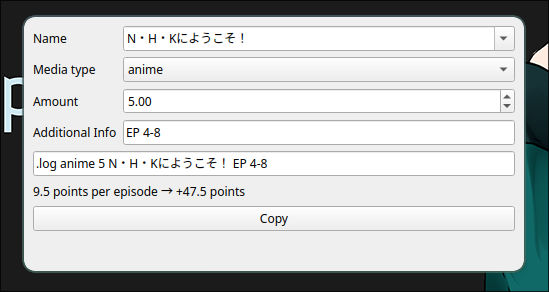 Name
N・H・Kにようこそ！
Media type
anime
Amount
5.00
Additional Info
EP 4-8
.log anime 5 N・H・Kにようこそ！ EP 4-8
9.5 points per episode → +47.5 points
Copy